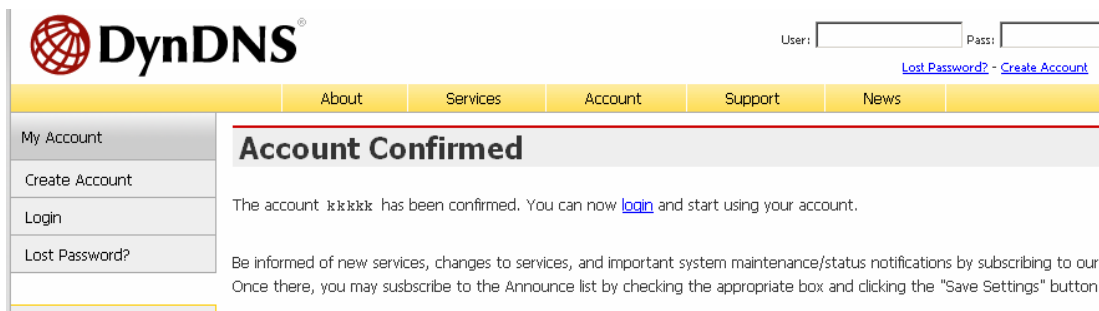 DynDNS®
User: Pass:
Lost Password? - Create Account
About Services Account Support News
My Account
Create Account
Login
Lost Password?
Account Confirmed
The account kkkkk has been confirmed. You can now login and start using your account.
Be informed of new services, changes to services, and important system maintenance/status notifications by subscribing to our
Once there, you may susbscribe to the Announce list by checking the appropriate box and clicking the "Save Settings" button